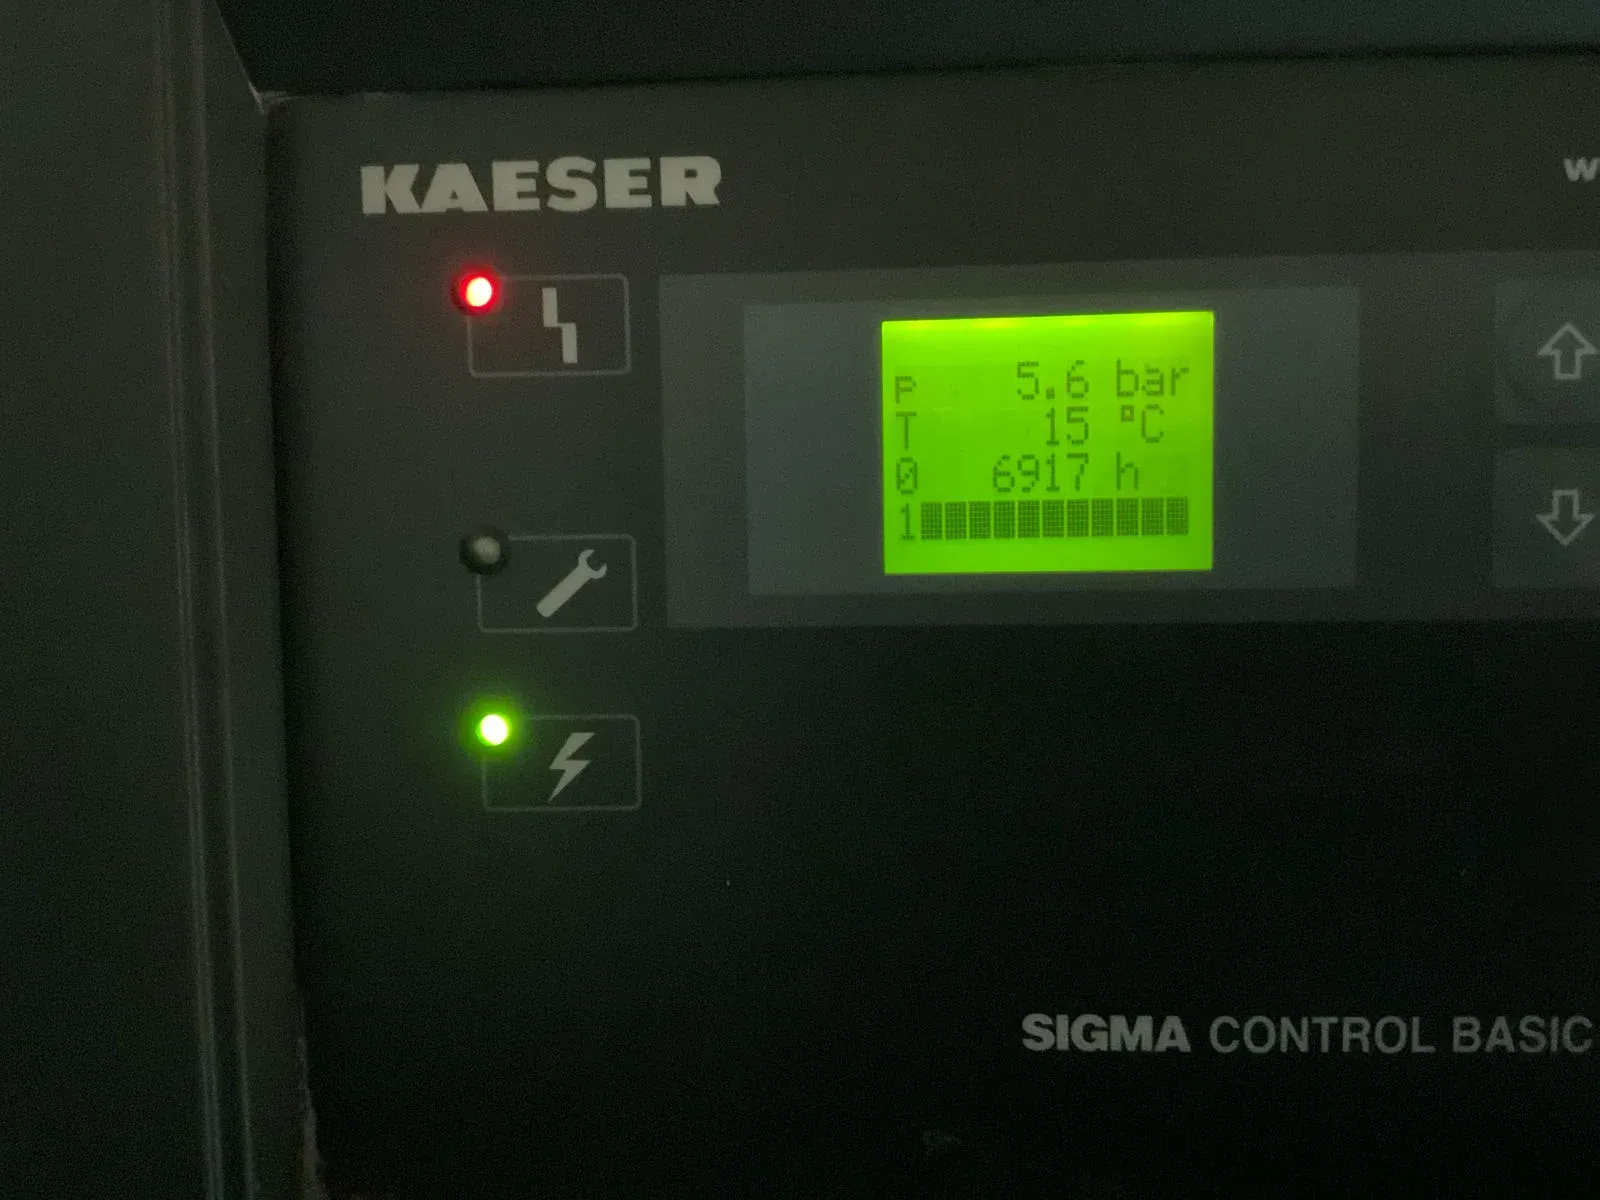 KAESER
w
P 5.6 bar
T 15 °C
0 6917 h
1
SIGMA CONTROL BASIC